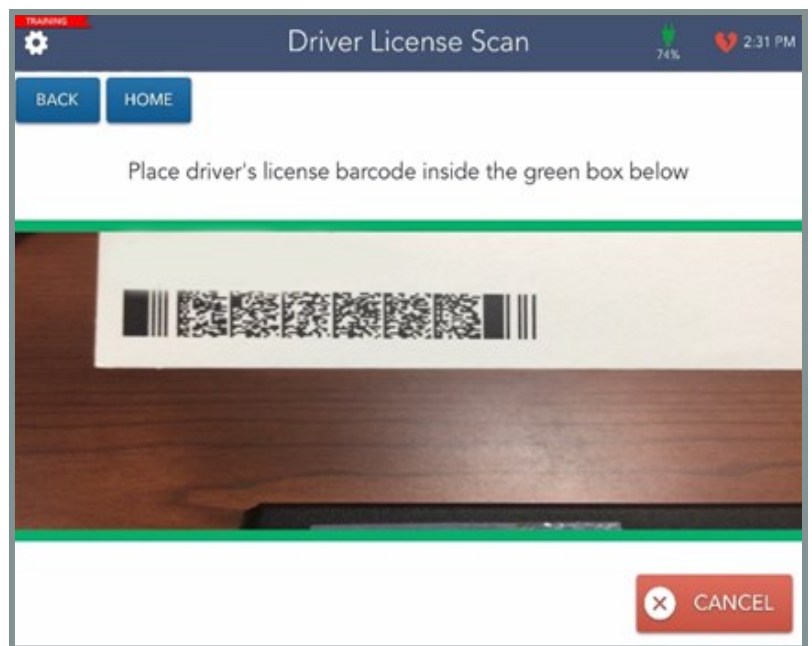 TRAINING
Driver License Scan
74%
2:31 PM
BACK
HOME
Place driver's license barcode inside the green box below
CANCEL